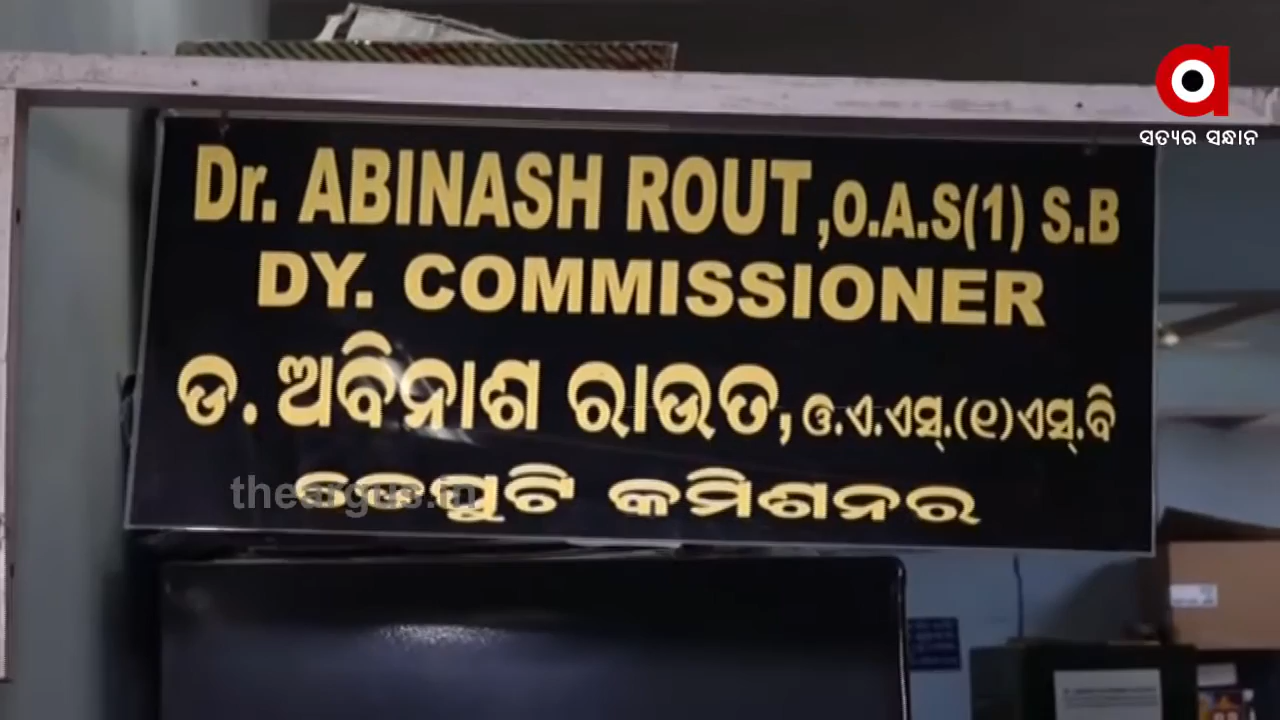 ସତ୍ୟର ସନ୍ଧାନ
Dr. ABINASH ROUT,O.A.S(1) S.B
DY. COMMISSIONER
ଡ. ଅବିନାଶ ରାଉତ, ଓ.ଏ.ଏସ୍.(୧)ଏସ୍.ବି
ଡେପୁଟି କମିଶନର
theargus.in